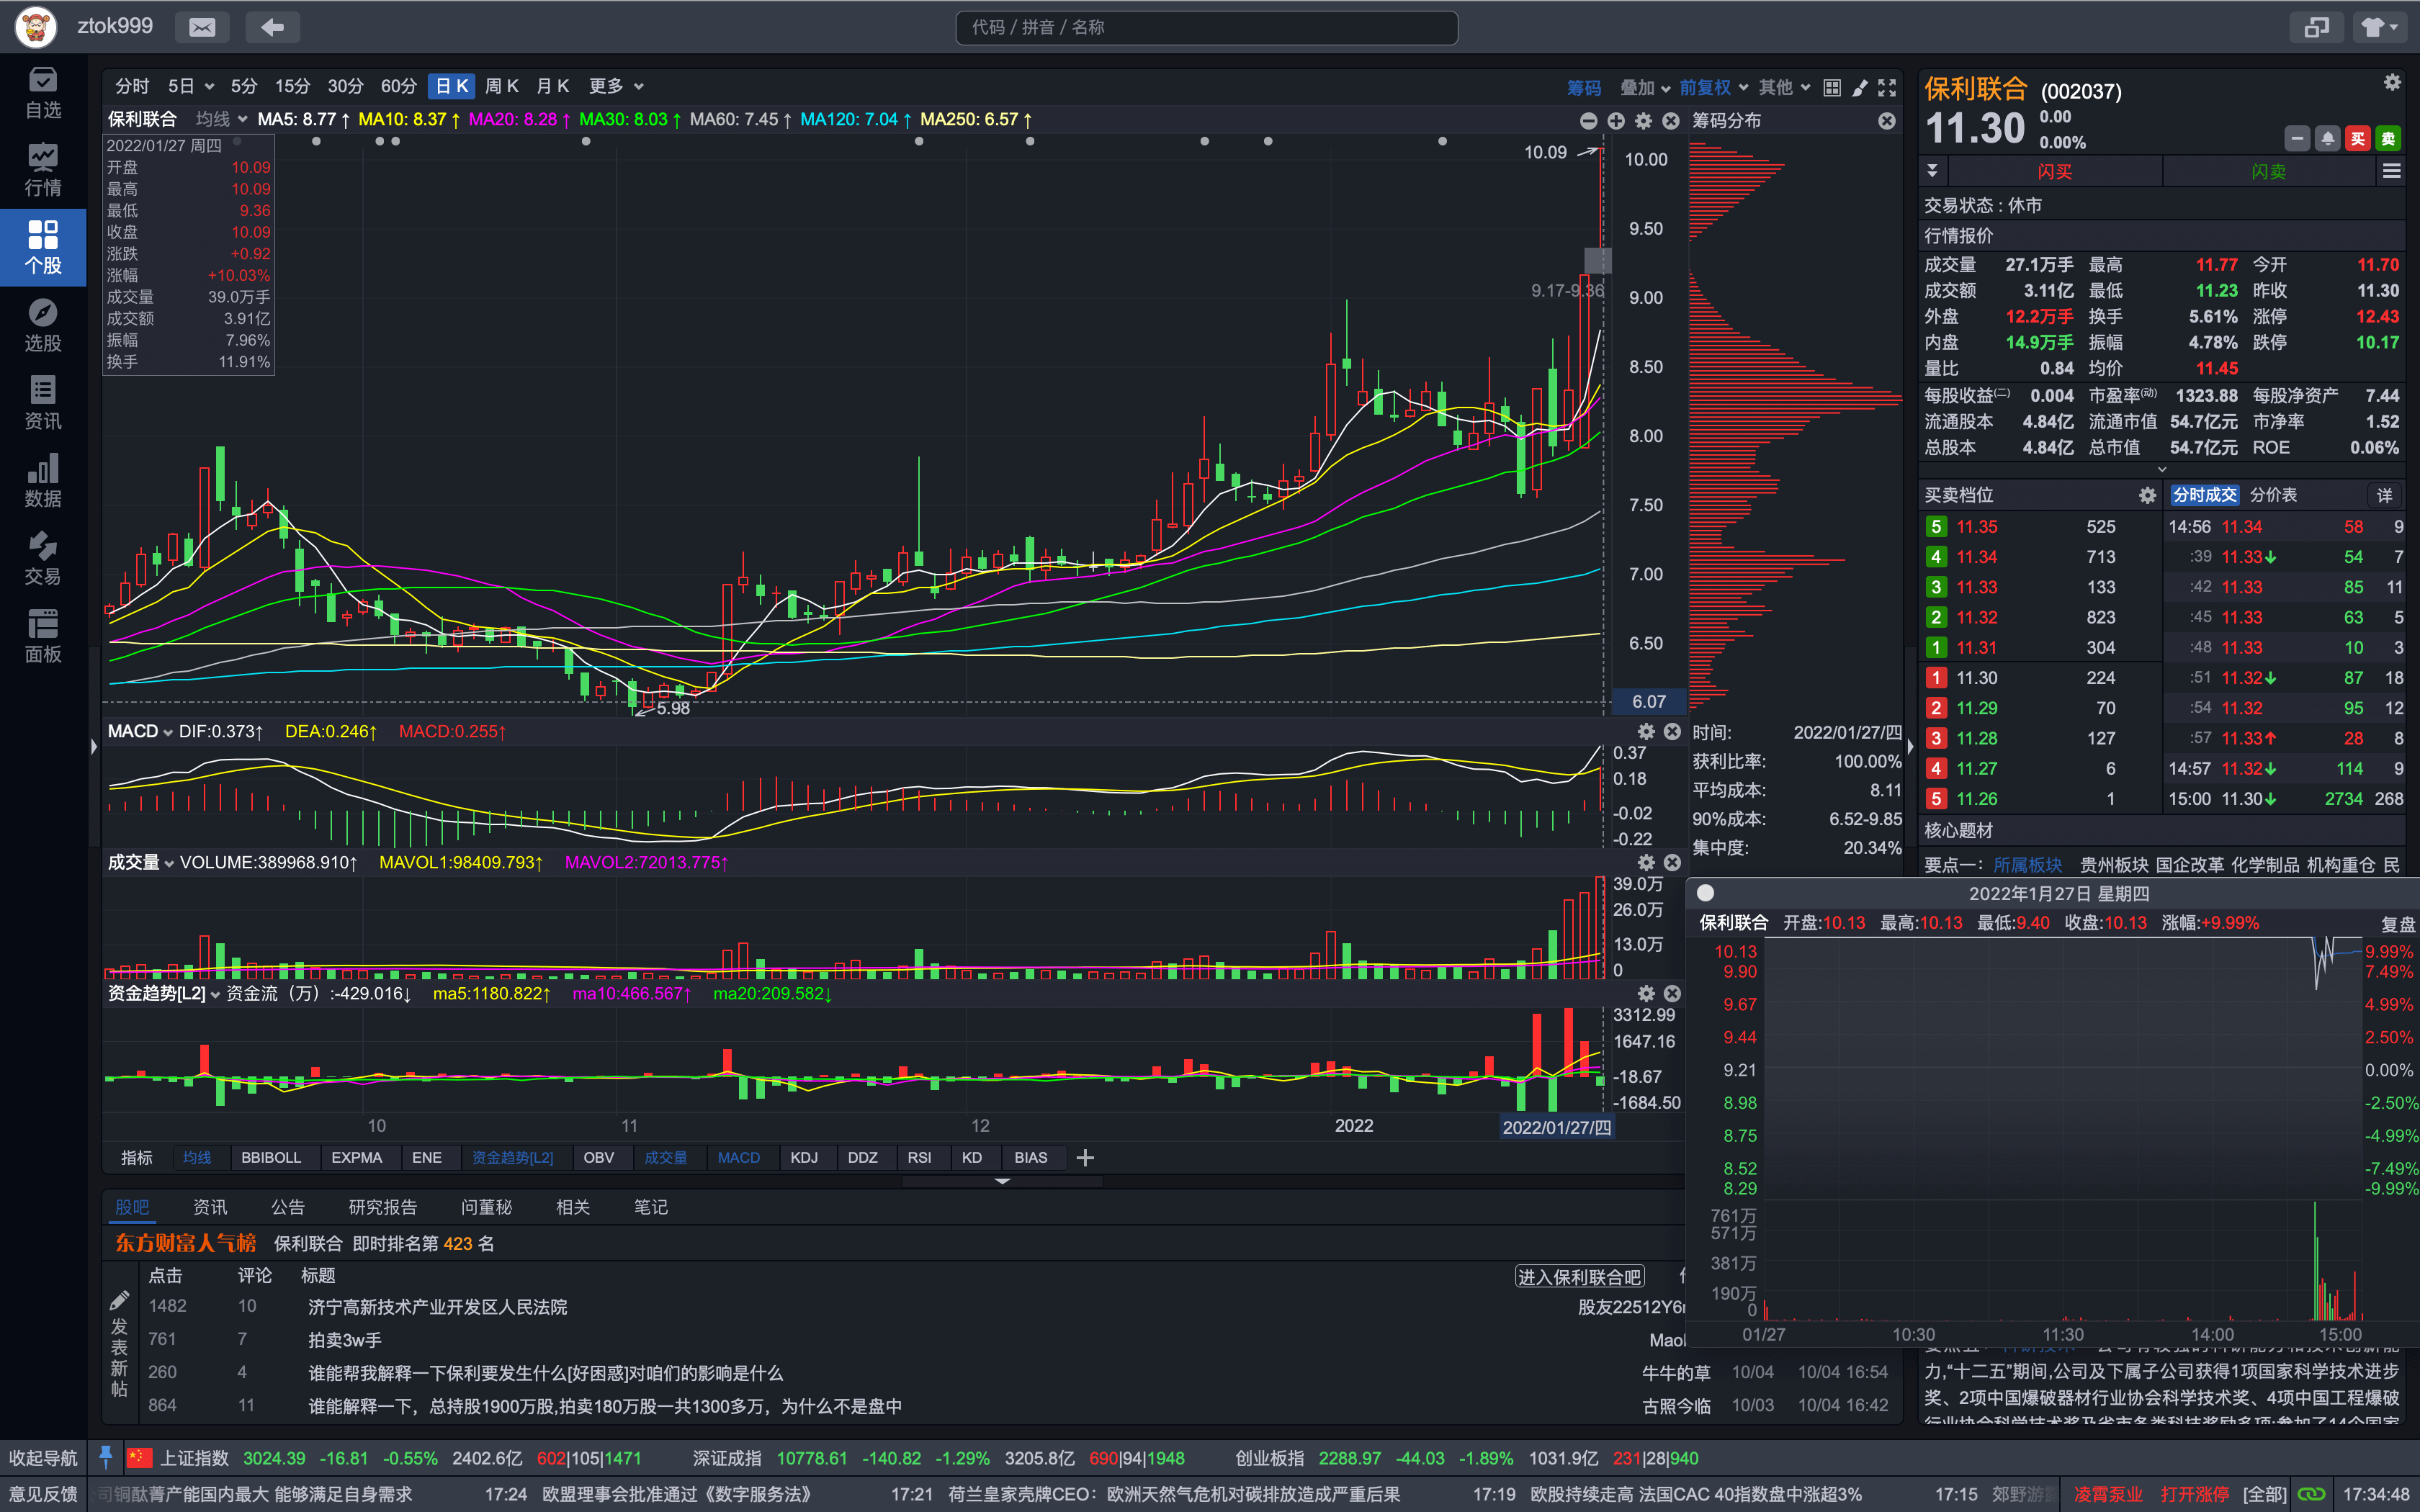 ztok999
代码 / 拼音 / 名称
自选
行情
个股
选股
资讯
数据
交易
面板
分时 5日 5分 15分 30分 60分 日K 周K 月K 更多
筹码 叠加 前复权 其他
保利联合 均线 MA5: 8.77↑ MA10: 8.37↑ MA20: 8.28↑ MA30: 8.03↑ MA60: 7.45↑ MA120: 7.04↑ MA250: 6.57↑
筹码分布
2022/01/27 周四
开盘 10.09
最高 10.09
最低 9.36
收盘 10.09
涨跌 +0.92
涨幅 +10.03%
成交量 39.0万手
成交额 3.91亿
振幅 7.96%
换手 11.91%
10.09
9.17-9.36
5.98
10.00
9.50
9.00
8.50
8.00
7.50
7.00
6.50
6.07
MACD DIF:0.373↑ DEA:0.246↑ MACD:0.255↑
0.37
0.18
-0.02
-0.22
成交量 VOLUME:389968.910↑ MAVOL1:98409.793↑ MAVOL2:72013.775↑
39.0万
26.0万
13.0万
0
资金趋势[L2] 资金流（万）:-429.016↓ ma5:1180.822↑ ma10:466.567↑ ma20:209.582↓
3312.99
1647.16
-18.67
-1684.50
10 11 12 2022 2022/01/27/四
时间: 2022/01/27/四
获利比率: 100.00%
平均成本: 8.11
90%成本: 6.52-9.85
集中度: 20.34%
指标 均线 BBIBOLL EXPMA ENE 资金趋势[L2] OBV 成交量 MACD KDJ DDZ RSI KD BIAS
股吧 资讯 公告 研究报告 问董秘 相关 笔记
东方财富人气榜 保利联合 即时排名第 423 名
点击 评论 标题 进入保利联合吧
发表新帖
1482 10 济宁高新技术产业开发区人民法院 股友22512Y6
761 7 拍卖3w手
260 4 谁能帮我解释一下保利要发生什么[好困惑]对咱们的影响是什么 牛牛的草 10/04 10/04 16:54
864 11 谁能解释一下，总持股1900万股,拍卖180万股一共1300多万，为什么不是盘中 古照今临 10/03 10/04 16:42
保利联合 (002037)
11.30 0.00
0.00%
买 卖
闪买 闪卖
交易状态：休市
行情报价
成交量 27.1万手 最高 11.77 今开 11.70
成交额 3.11亿 最低 11.23 昨收 11.30
外盘 12.2万手 换手 5.61% 涨停 12.43
内盘 14.9万手 振幅 4.78% 跌停 10.17
量比 0.84 均价 11.45
每股收益(二) 0.004 市盈率(动) 1323.88 每股净资产 7.44
流通股本 4.84亿 流通市值 54.7亿元 市净率 1.52
总股本 4.84亿 总市值 54.7亿元 ROE 0.06%
买卖档位 分时成交 分价表 详
5 11.35 525 14:56 11.34 58 9
4 11.34 713 :39 11.33↓ 54 7
3 11.33 133 :42 11.33 85 11
2 11.32 823 :45 11.33 63 5
1 11.31 304 :48 11.33 10 3
1 11.30 224 :51 11.32↓ 87 18
2 11.29 70 :54 11.32 95 12
3 11.28 127 :57 11.33↑ 28 8
4 11.27 6 14:57 11.32↓ 114 9
5 11.26 1 15:00 11.30↓ 2734 268
核心题材
要点一： 所属板块 贵州板块 国企改革 化学制品 机构重仓 民
2022年1月27日 星期四
保利联合 开盘:10.13 最高:10.13 最低:9.40 收盘:10.13 涨幅:+9.99% 复盘
10.13 9.99%
9.90 7.49%
9.67 4.99%
9.44 2.50%
9.21 0.00%
8.98 -2.50%
8.75 -4.99%
8.52 -7.49%
8.29 -9.99%
761万
571万
381万
190万
0
01/27 10:30 11:30 14:00 15:00
力,“十二五”期间,公司及下属子公司获得1项国家科学技术进步
奖、2项中国爆破器材行业协会科学技术奖、4项中国工程爆破
行业协会科学技术奖及省市各类科技奖励多项;参加了14个国家
收起导航 上证指数 3024.39 -16.81 -0.55% 2402.6亿 602|105|1471 深证成指 10778.61 -140.82 -1.29% 3205.8亿 690|94|1948 创业板指 2288.97 -44.03 -1.89% 1031.9亿 231|28|940
意见反馈 司铜酞菁产能国内最大 能够满足自身需求 17:24 欧盟理事会批准通过《数字服务法》 17:21 荷兰皇家壳牌CEO：欧洲天然气危机对碳排放造成严重后果 17:19 欧股持续走高 法国CAC 40指数盘中涨超3% 17:15 郊野游 凌霄泵业 打开涨停 [全部] 17:34:48